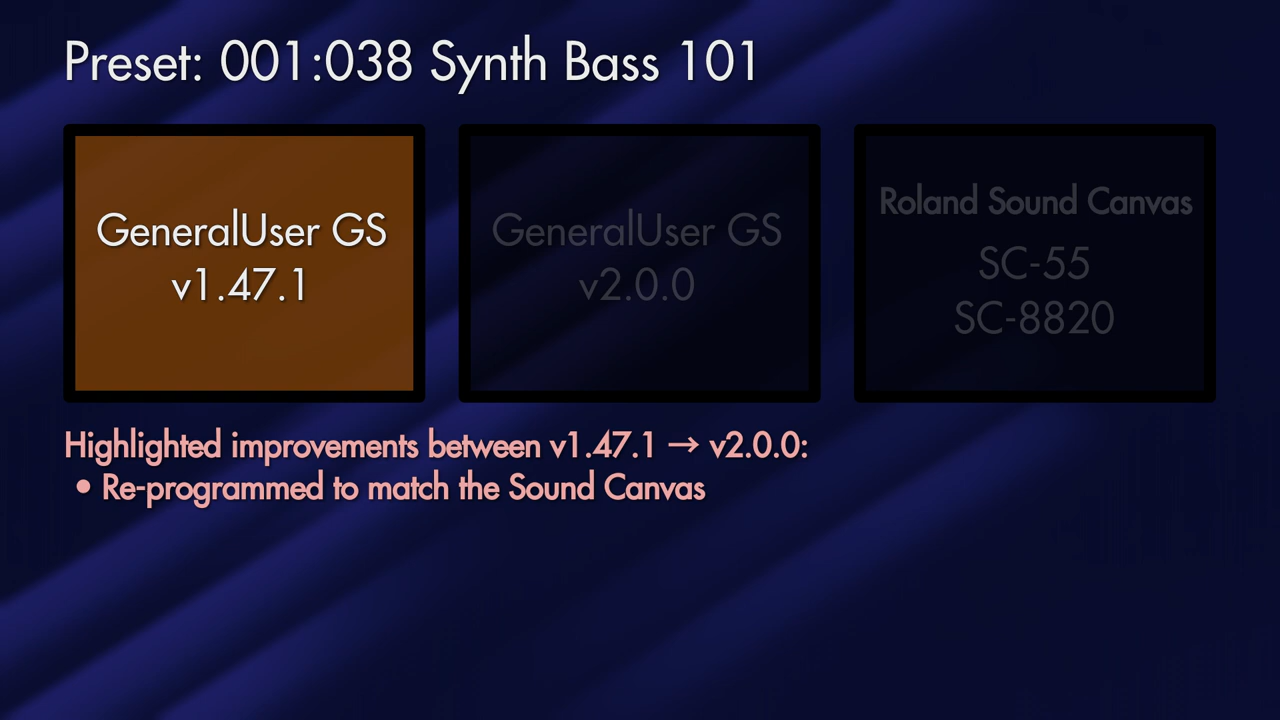 Preset: 001:038 Synth Bass 101
GeneralUser GS
v1.47.1
GeneralUser GS
v2.0.0
Roland Sound Canvas
SC-55
SC-8820
Highlighted improvements between v1.47.1 → v2.0.0:
• Re-programmed to match the Sound Canvas